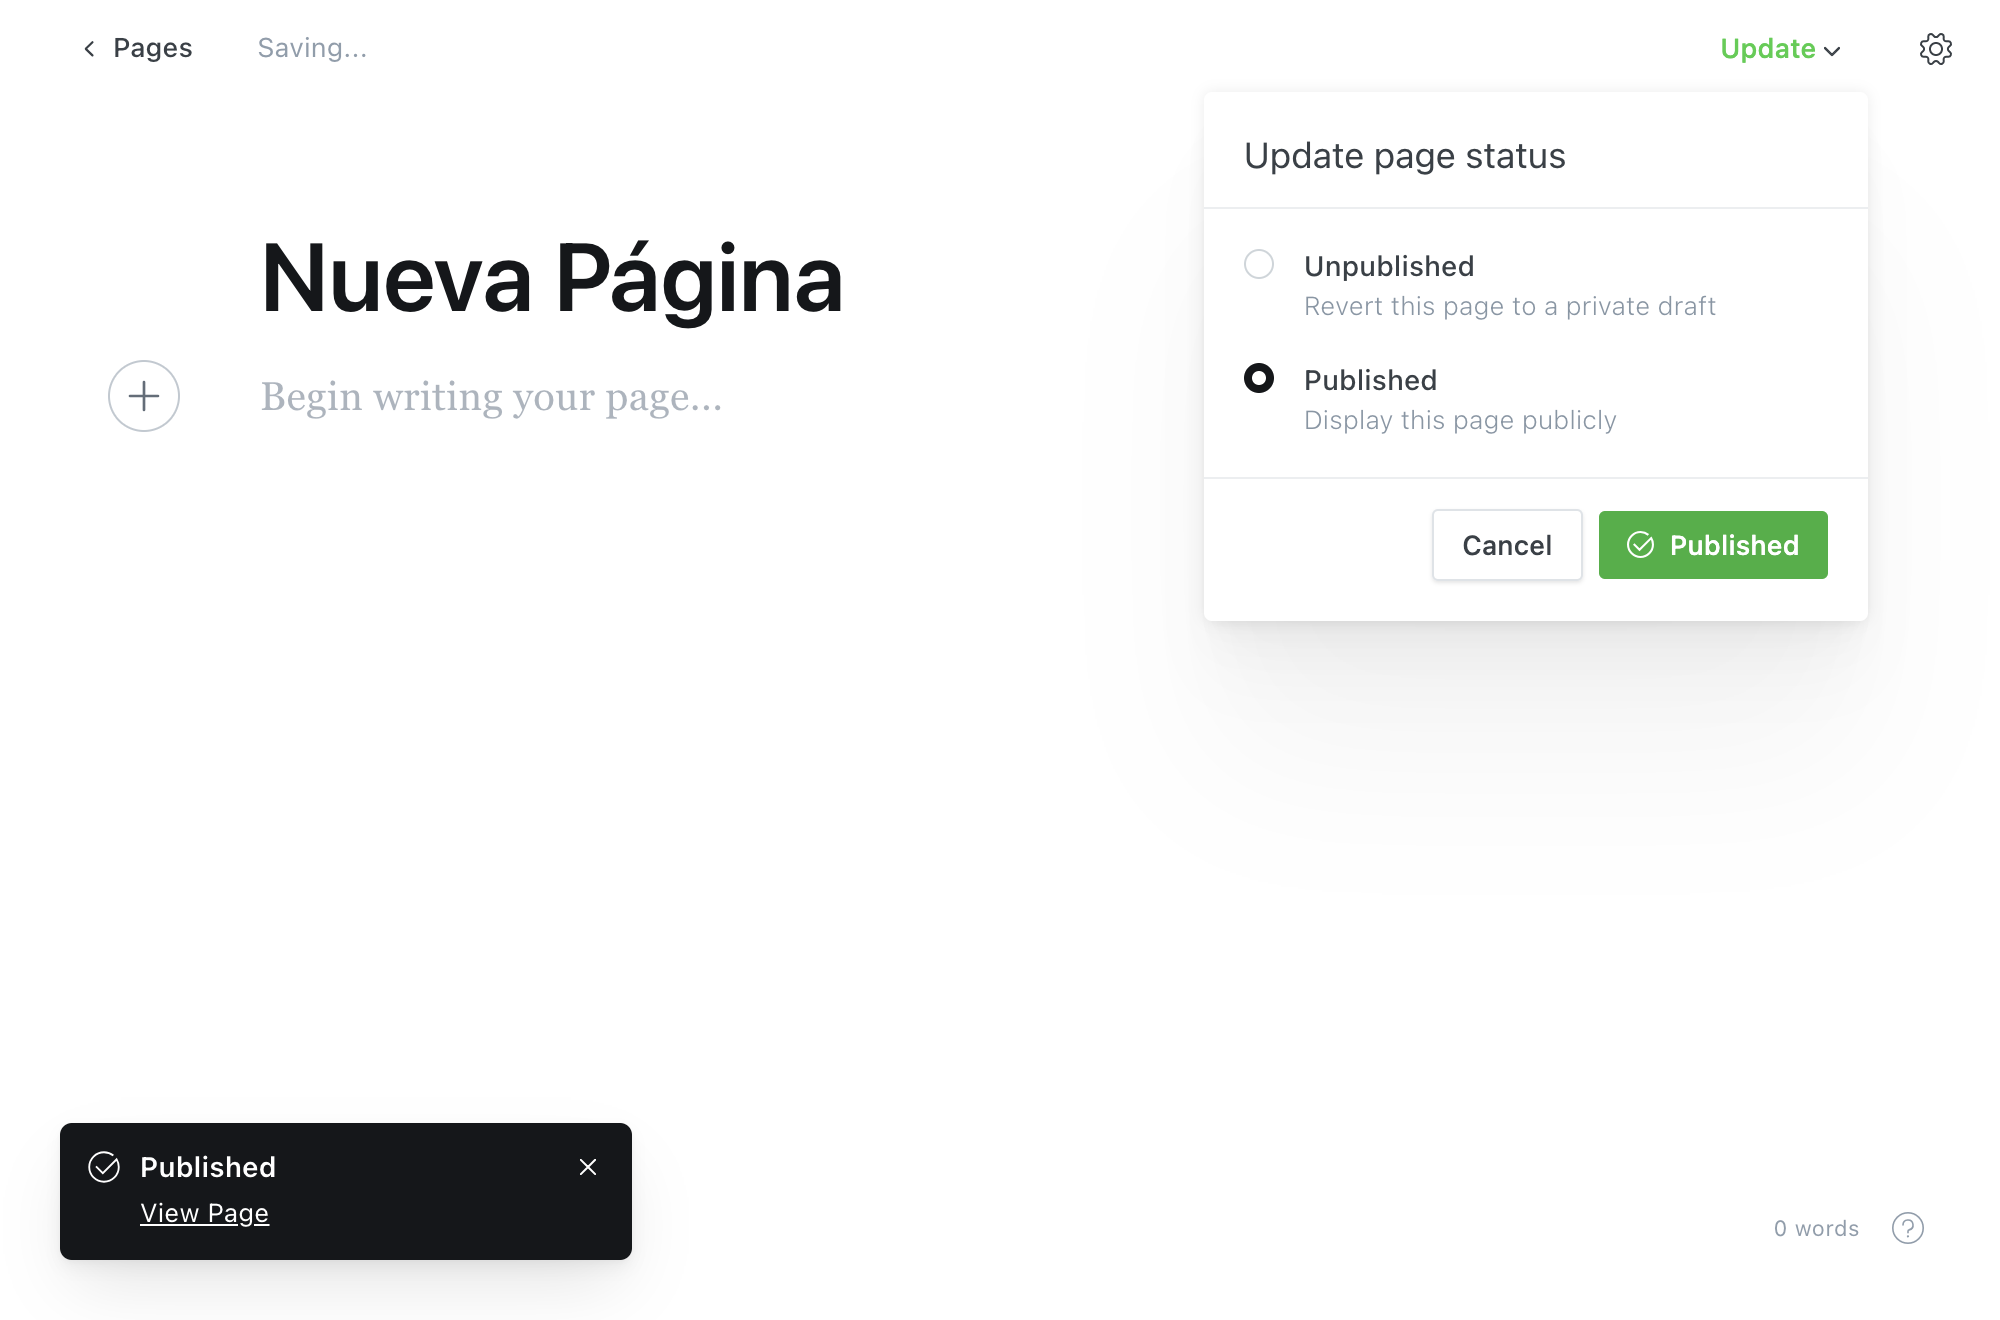 Pages
Saving...
Update
Update page status
Unpublished
Revert this page to a private draft
Published
Display this page publicly
Cancel
Published
Nueva Página
Begin writing your page...
Published
View Page
0 words
?